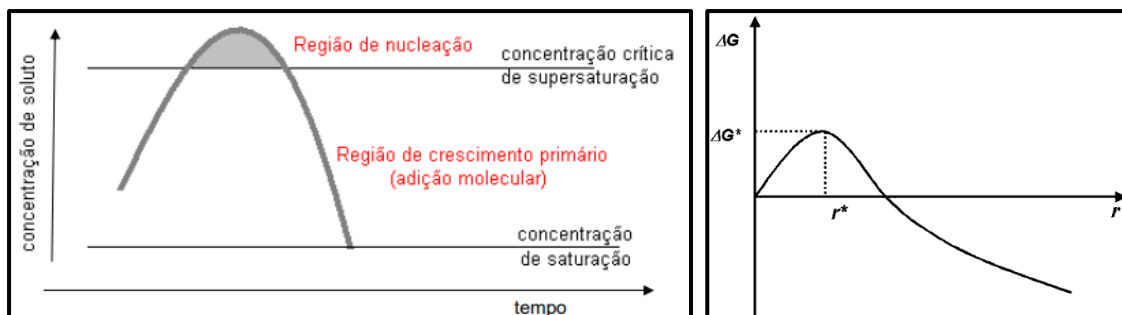 Região de nucleação
concentração crítica
de supersaturação
concentração de soluto
Região de crescimento primário
(adição molecular)
concentração
de saturação
tempo
ΔG
ΔG*
r*
r